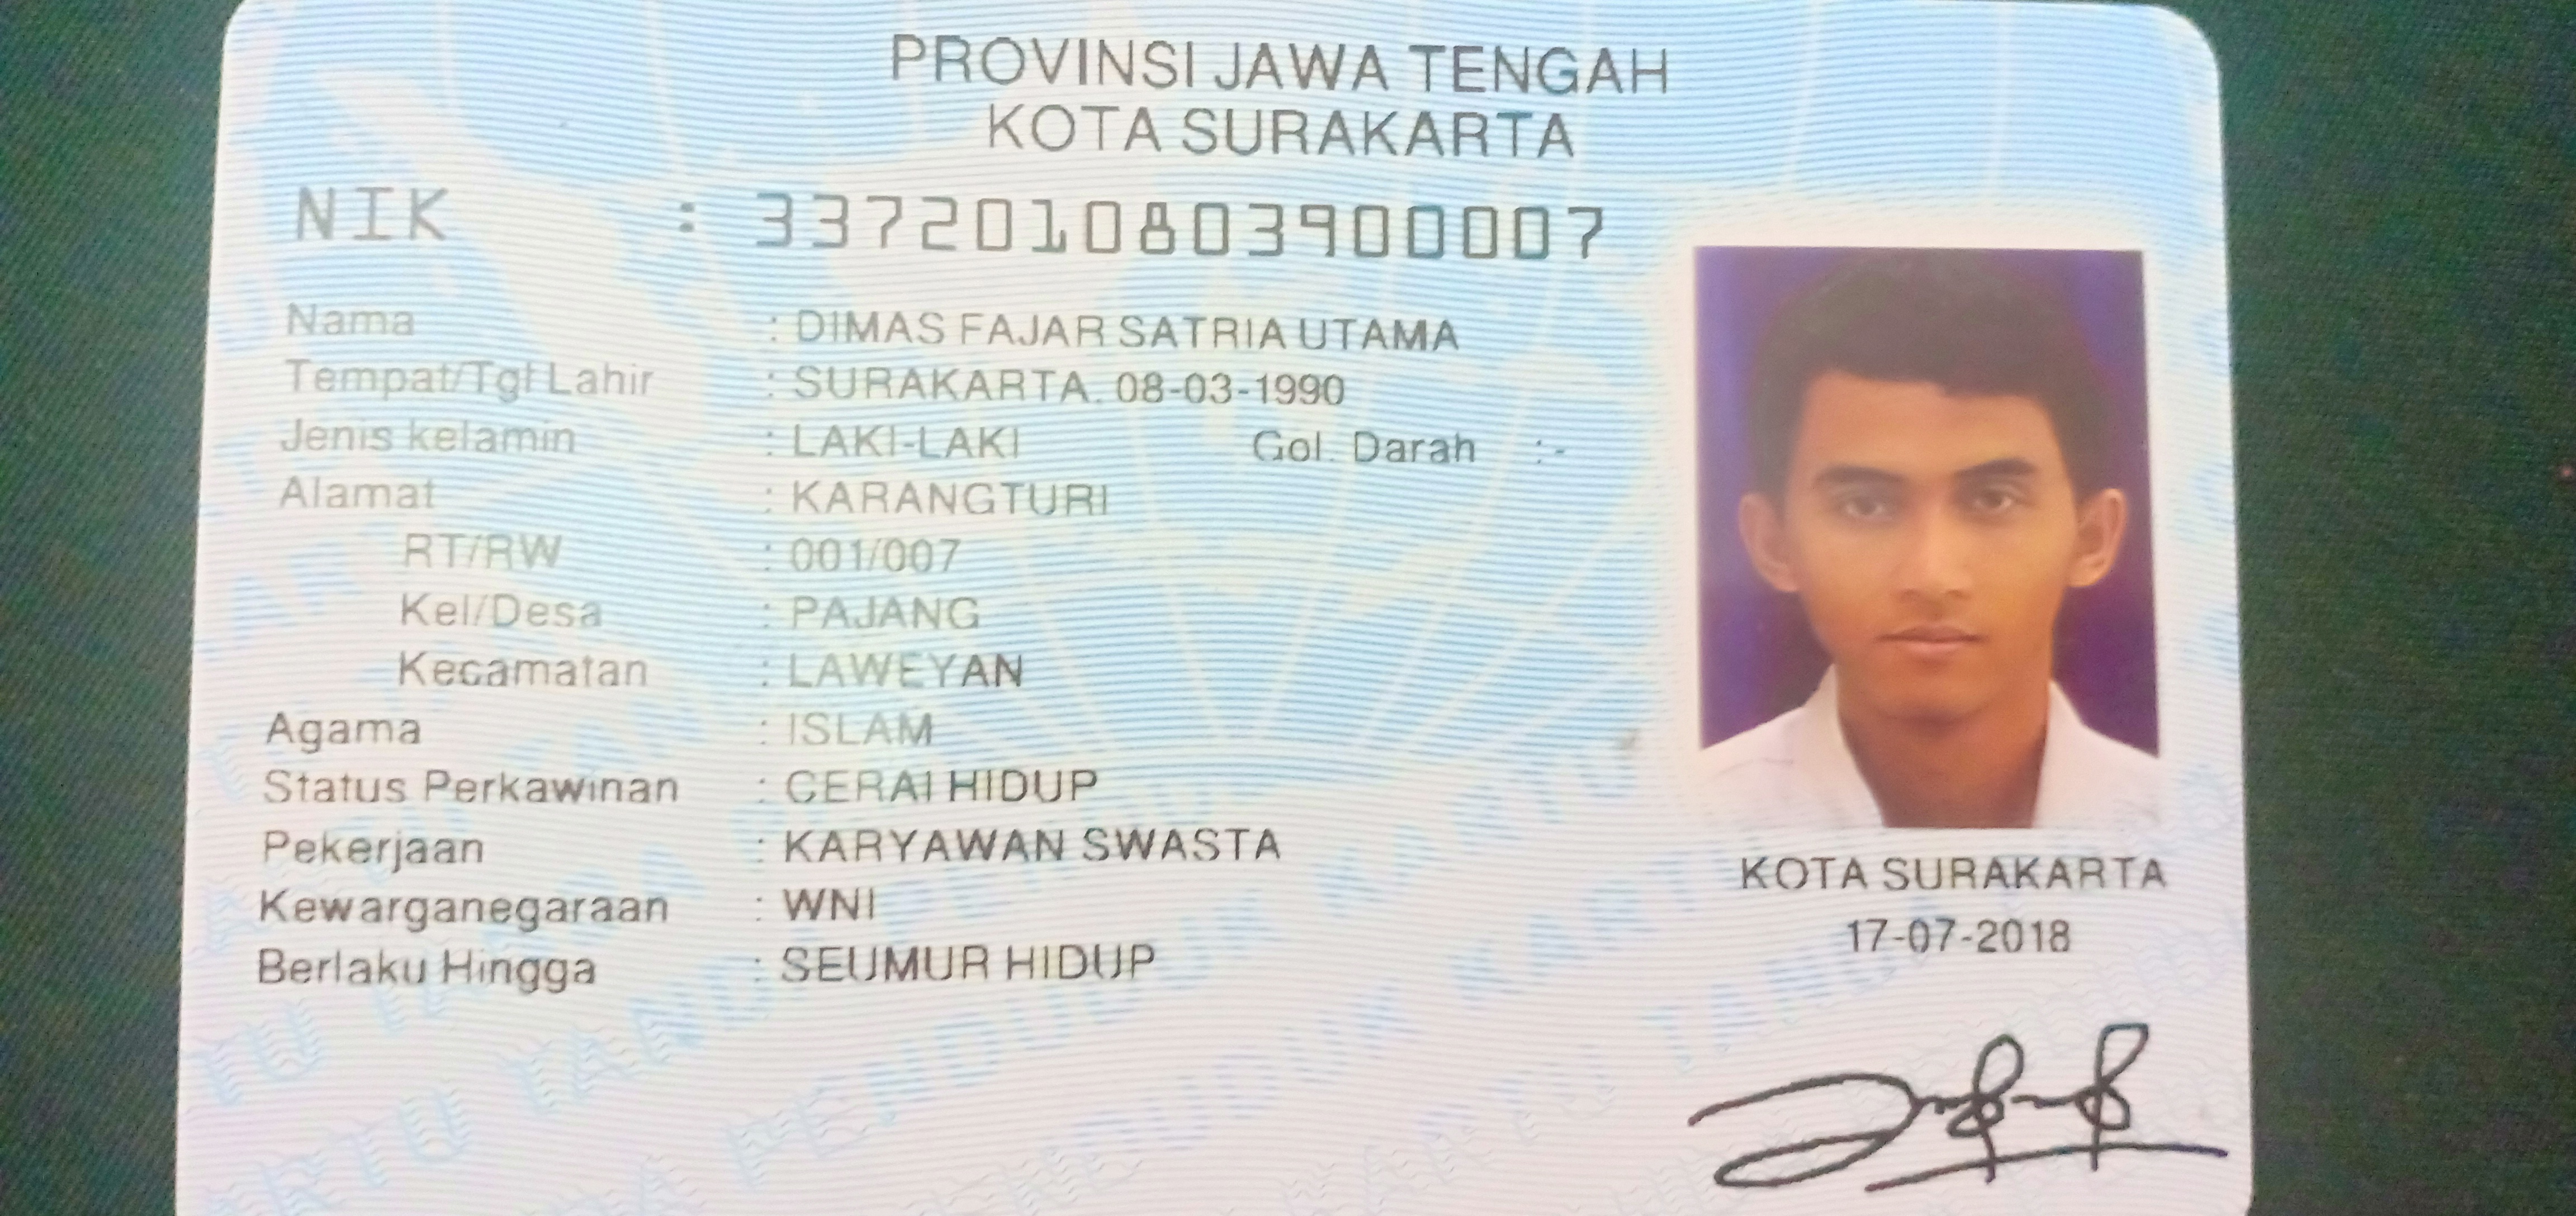 PROVINSI JAWA TENGAH
KOTA SURAKARTA
NIK : 3372010803900007
Nama : DIMAS FAJAR SATRIA UTAMA
Tempat/Tgl Lahir : SURAKARTA. 08-03-1990
Jenis kelamin : LAKI-LAKI Gol. Darah : -
Alamat : KARANGTURI
RT/RW : 001/007
Kel/Desa : PAJANG
Kecamatan : LAWEYAN
Agama : ISLAM
Status Perkawinan : CERAI HIDUP
Pekerjaan : KARYAWAN SWASTA
Kewarganegaraan : WNI
Berlaku Hingga : SEUMUR HIDUP
KOTA SURAKARTA
17-07-2018